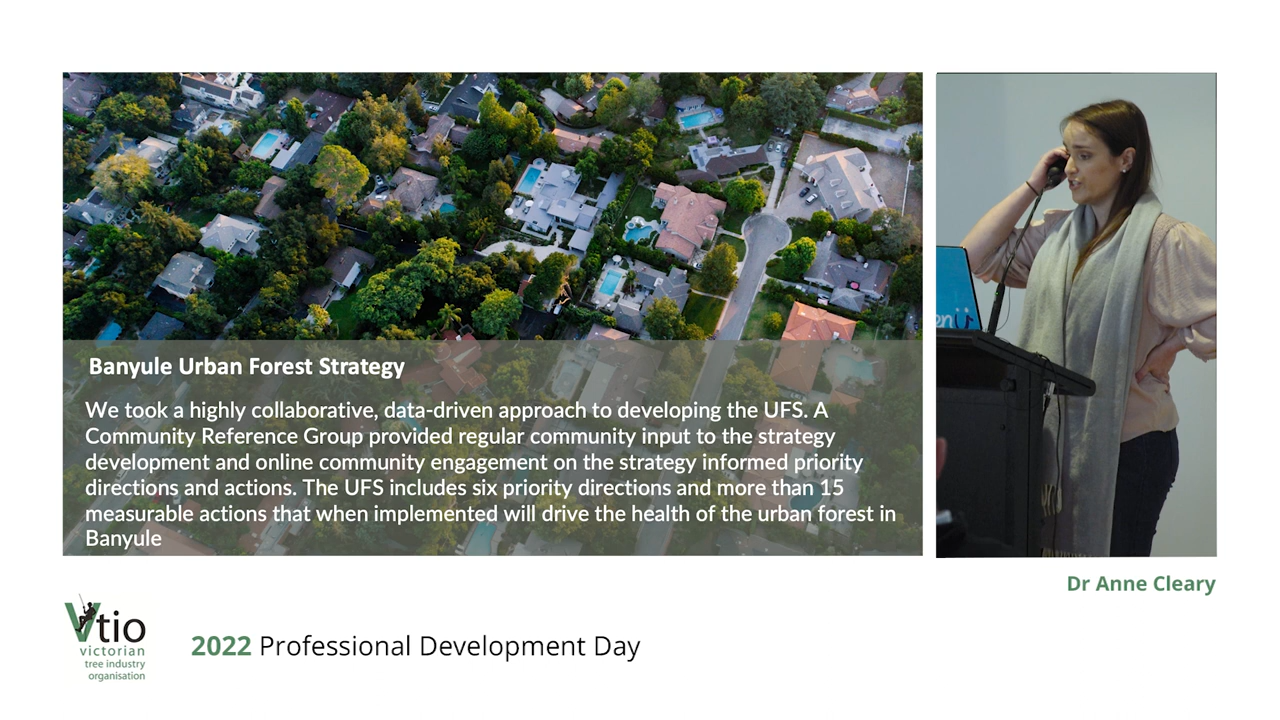 Banyule Urban Forest Strategy
We took a highly collaborative, data-driven approach to developing the UFS. A
Community Reference Group provided regular community input to the strategy
development and online community engagement on the strategy informed priority
directions and actions. The UFS includes six priority directions and more than 15
measurable actions that when implemented will drive the health of the urban forest in
Banyule
Dr Anne Cleary
Vtio
victorian
tree industry
organisation
2022 Professional Development Day